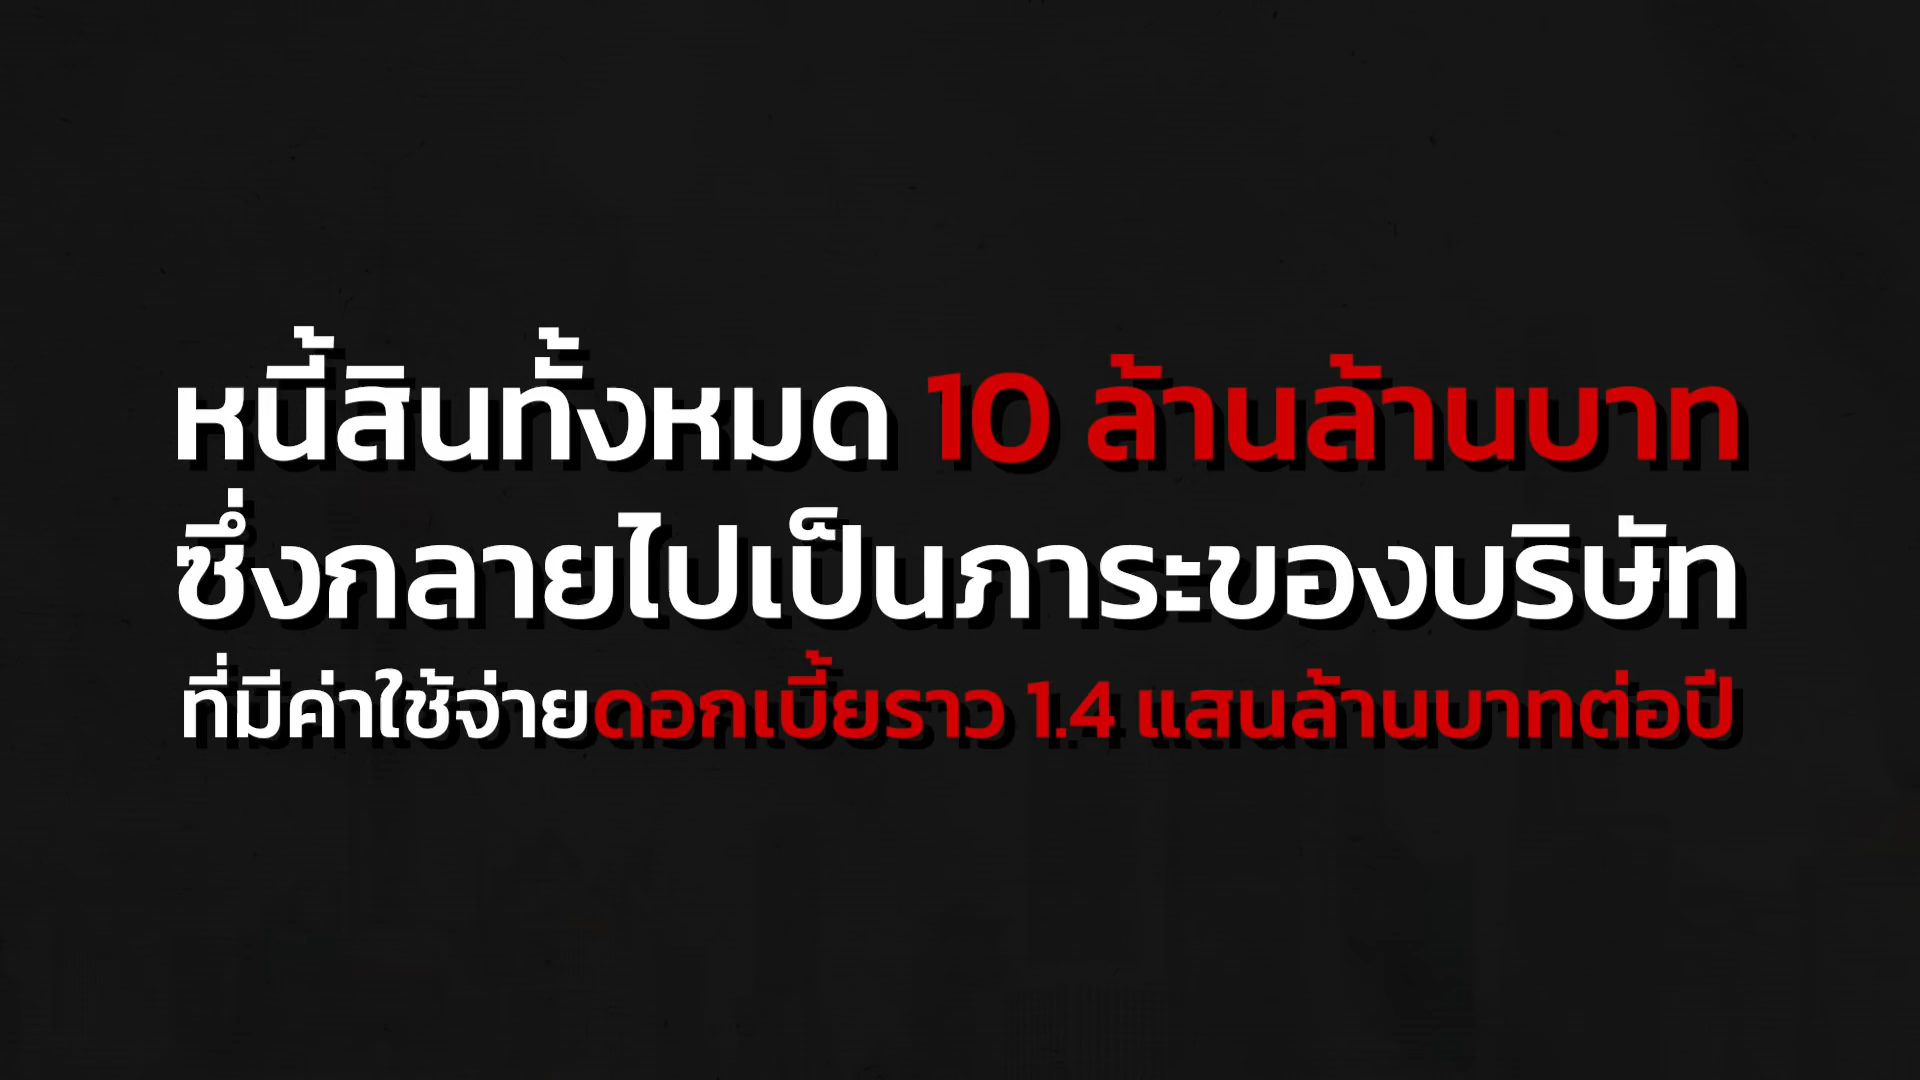 หนี้สินทั้งหมด 10 ล้านล้านบาท
ซึ่งกลายไปเป็นภาระของบริษัท
ที่มีค่าใช้จ่ายดอกเบี้ยราว 1.4 แสนล้านบาทต่อปี